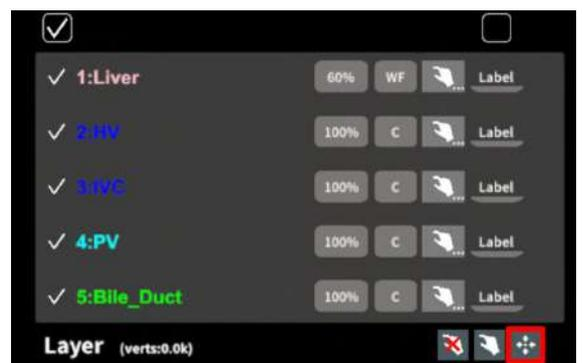 1:Liver 60% WF Label
2:HV 100% C Label
3:IVC 100% C Label
4:PV 100% C Label
5:Bile_Duct 100% C Label
Layer (verts:0.0k)